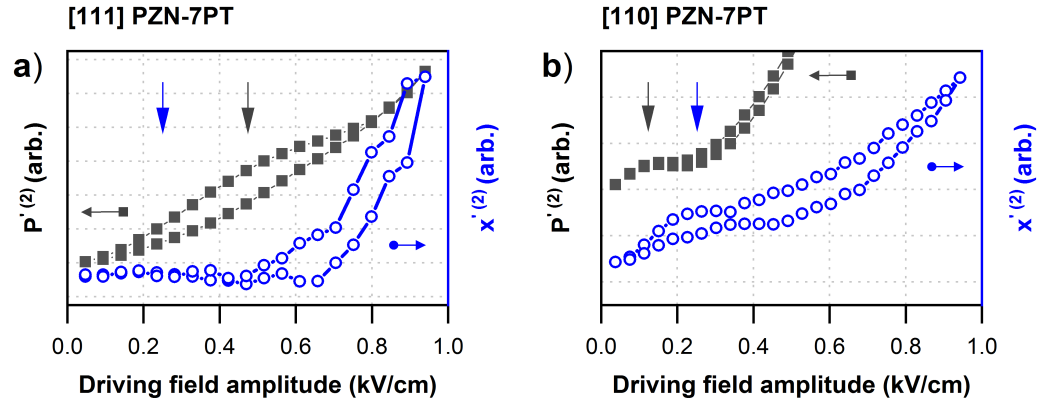 [111] PZN-7PT
[110] PZN-7PT
a)
b)
P'(2) (arb.)
x'(2) (arb.)
P'(2) (arb.)
x'(2) (arb.)
0.0 0.2 0.4 0.6 0.8 1.0
0.0 0.2 0.4 0.6 0.8 1.0
Driving field amplitude (kV/cm)
Driving field amplitude (kV/cm)